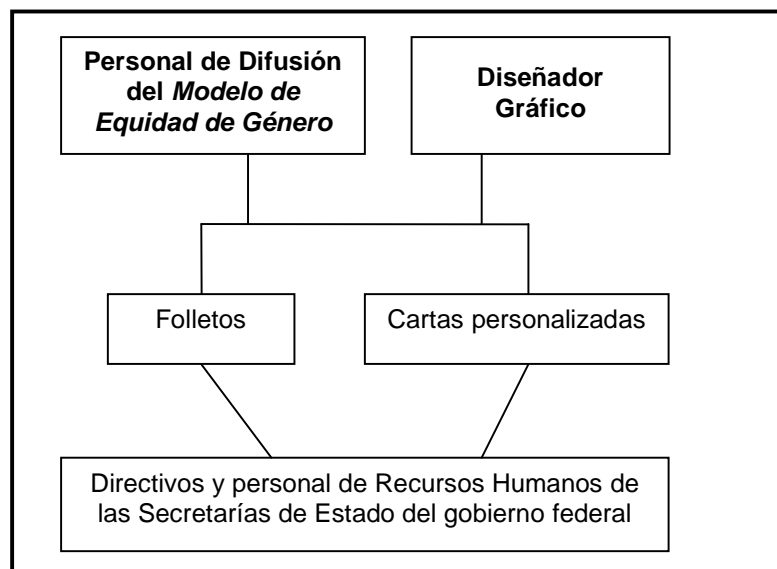 Personal de Difusión
del Modelo de
Equidad de Género
Diseñador
Gráfico
Folletos
Cartas personalizadas
Directivos y personal de Recursos Humanos de
las Secretarías de Estado del gobierno federal